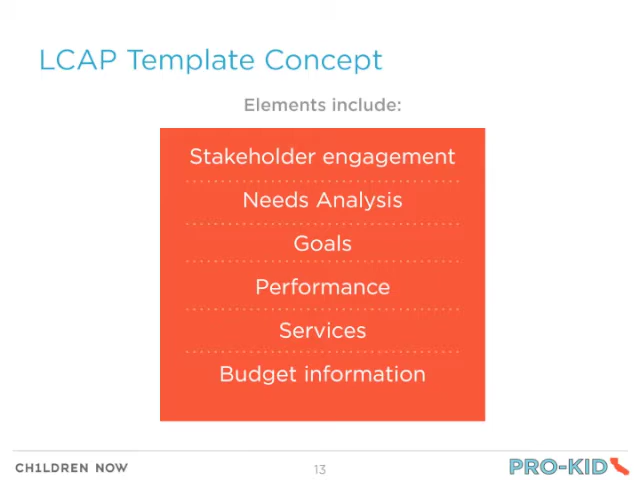 LCAP Template Concept
Elements include:
Stakeholder engagement
Needs Analysis
Goals
Performance
Services
Budget information
CH1LDREN NOW
13
PRO-KID